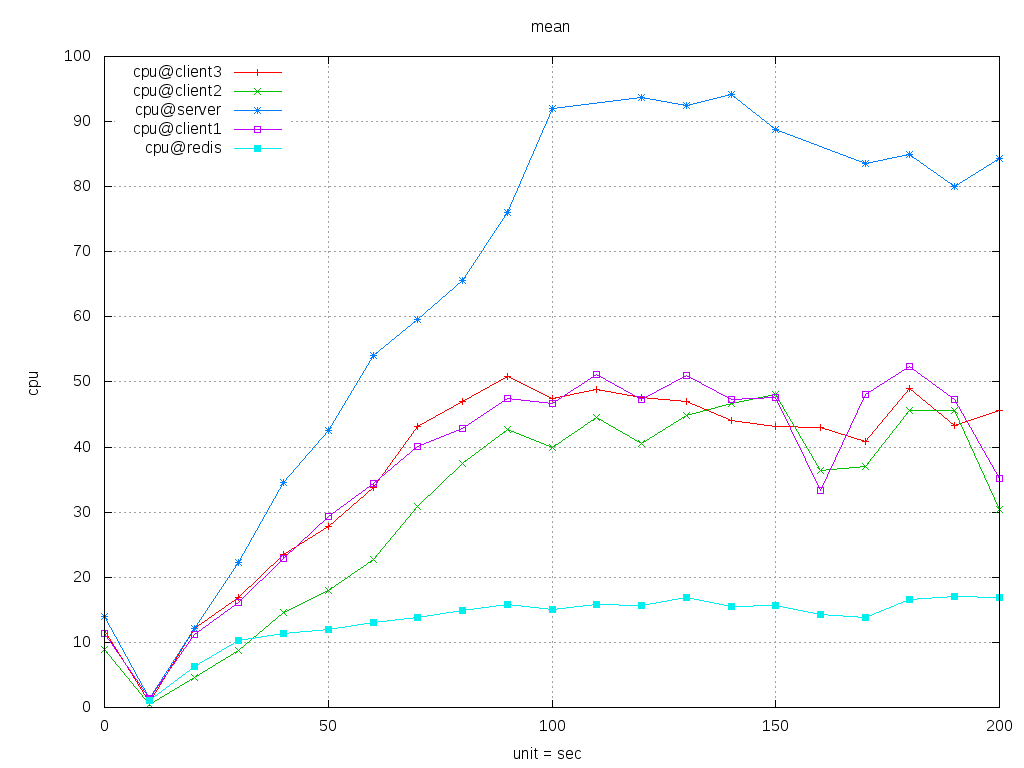 mean
100
90
80
70
60
50
40
30
20
10
0
cpu
cpu@client3
cpu@client2
cpu@server
cpu@client1
cpu@redis
0 50 100 150 200
unit = sec